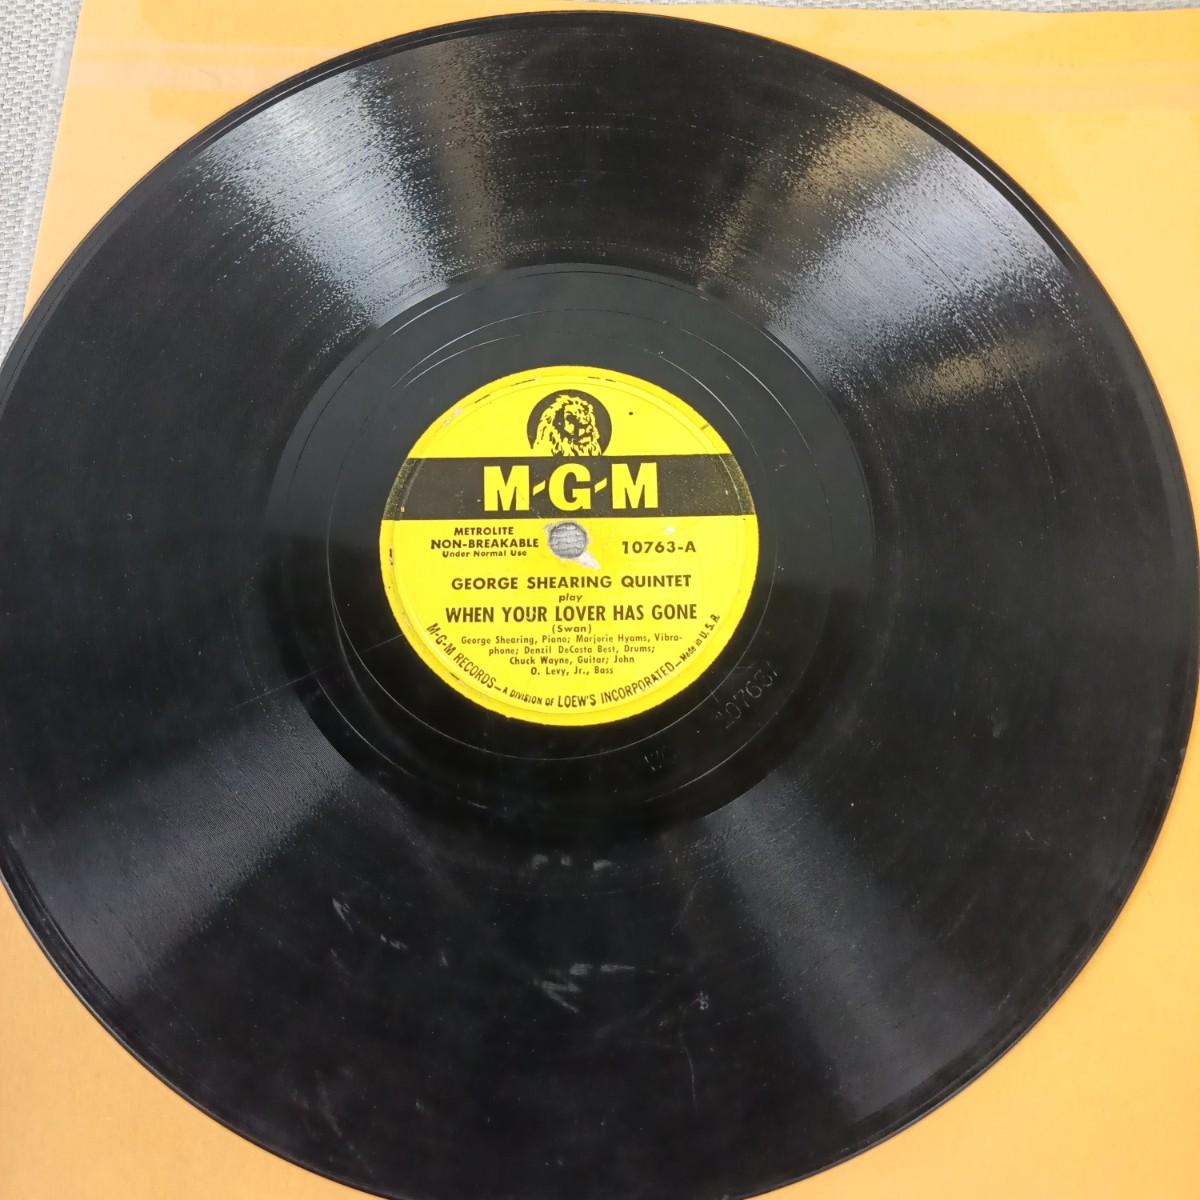 M-G-M
METROLITE
NON-BREAKABLE
Under Normal Use
10763-A
GEORGE SHEARING QUINTET
play
WHEN YOUR LOVER HAS GONE
(Swan)
George Shearing, Piano; Marjorie Hyams, Vibra-
phone; Denzil DeCosta Best, Drums;
Chuck Wayne, Guitar; John
O. Levy, Jr., Bass
M-G-M RECORDS—A DIVISION OF LOEW'S INCORPORATED—Made in U.S.A.